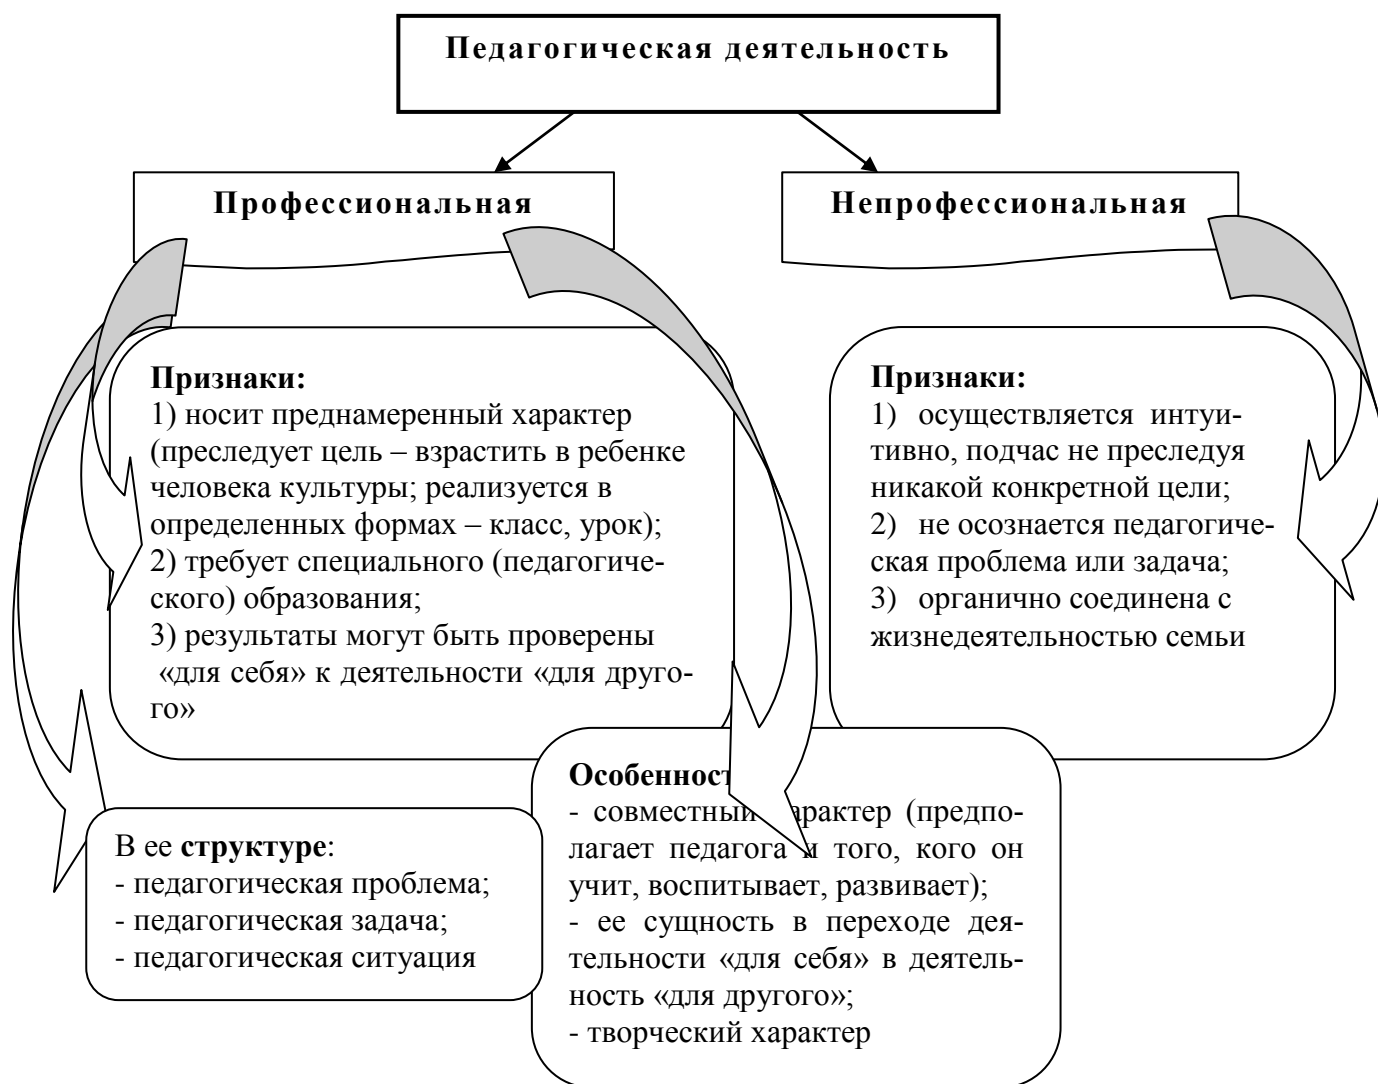 Педагогическая деятельность
Профессиональная
Непрофессиональная
Признаки:
1) носит преднамеренный характер
(преследует цель – взрастить в ребенке
человека культуры; реализуется в
определенных формах – класс, урок);
2) требует специального (педагогиче-
ского) образования;
3) результаты могут быть проверены
«для себя» к деятельности «для друго-
го»
Признаки:
1) осуществляется интуи-
тивно, подчас не преследуя
никакой конкретной цели;
2) не осознается педагогиче-
ская проблема или задача;
3) органично соединена с
жизнедеятельностью семьи
В ее структуре:
- педагогическая проблема;
- педагогическая задача;
- педагогическая ситуация
Особенност
- совместный характер (предпо-
лагает педагога и того, кого он
учит, воспитывает, развивает);
- ее сущность в переходе дея-
тельности «для себя» в деятель-
ность «для другого»;
- творческий характер